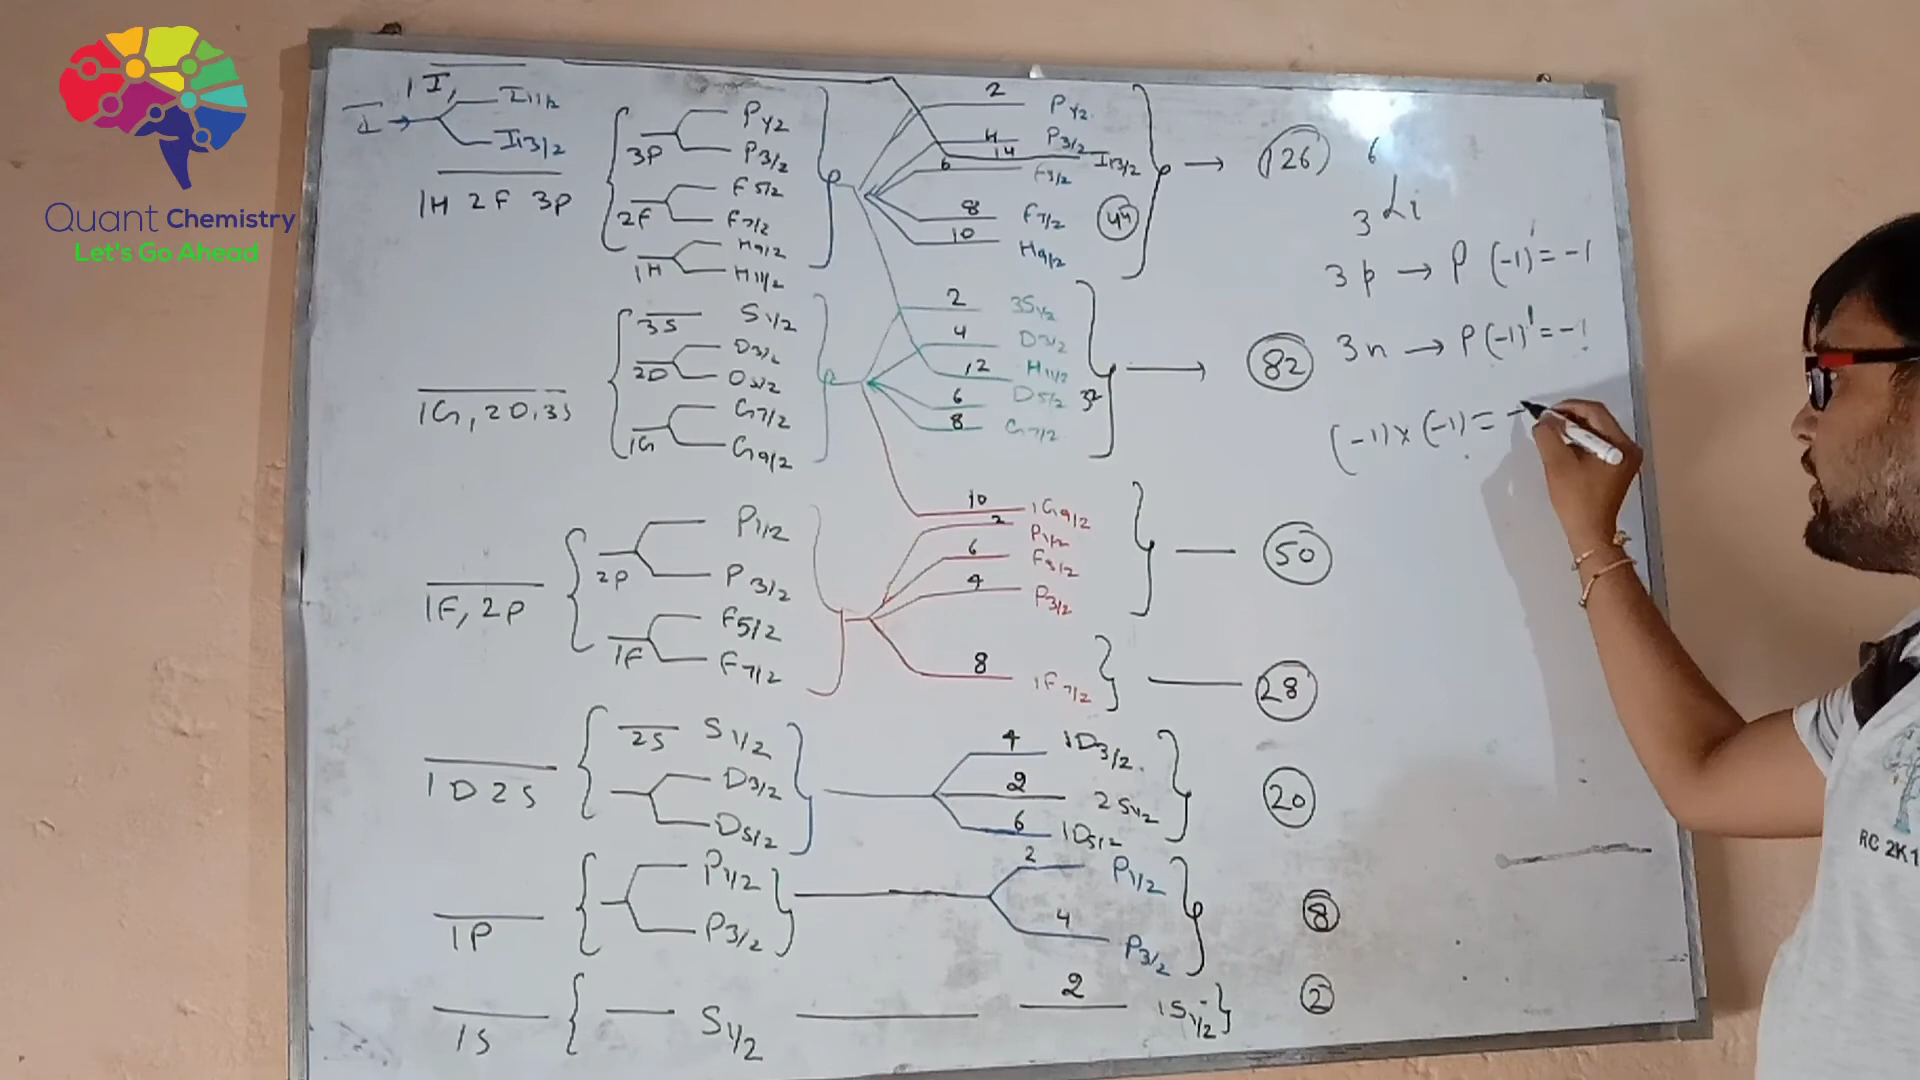 Quant Chemistry
Let's Go Ahead
1I,
I
I11/2
I13/2
1H 2F 3P
3P
P1/2
P3/2
2F
F5/2
F7/2
1H
H9/2
H11/2
2 P1/2
4 P3/2
14 I13/2
6 F5/2
8 F7/2
10 H9/2
44
126
1G, 2D, 3S
3S S1/2
2D
D3/2
D5/2
1G
G7/2
G9/2
2 3S1/2
4 D3/2
12 H11/2
6 D5/2
8 G7/2
32
82
1F, 2P
2P
P1/2
P3/2
1F
F5/2
F7/2
10 1G9/2
2 P1/2
6 F5/2
4 P3/2
50
8 1F7/2
28
1D 2S
2S S1/2
D3/2
D5/2
4 1D3/2
2 2S1/2
6 1D5/2
20
1P
P1/2
P3/2
2 P1/2
4 P3/2
8
1S
S1/2
2 1S1/2
2
6
3 Li
3p → P (-1)1 = -1
3n → P (-1)1 = -1
(-1) x (-1) = -
RC 2K1